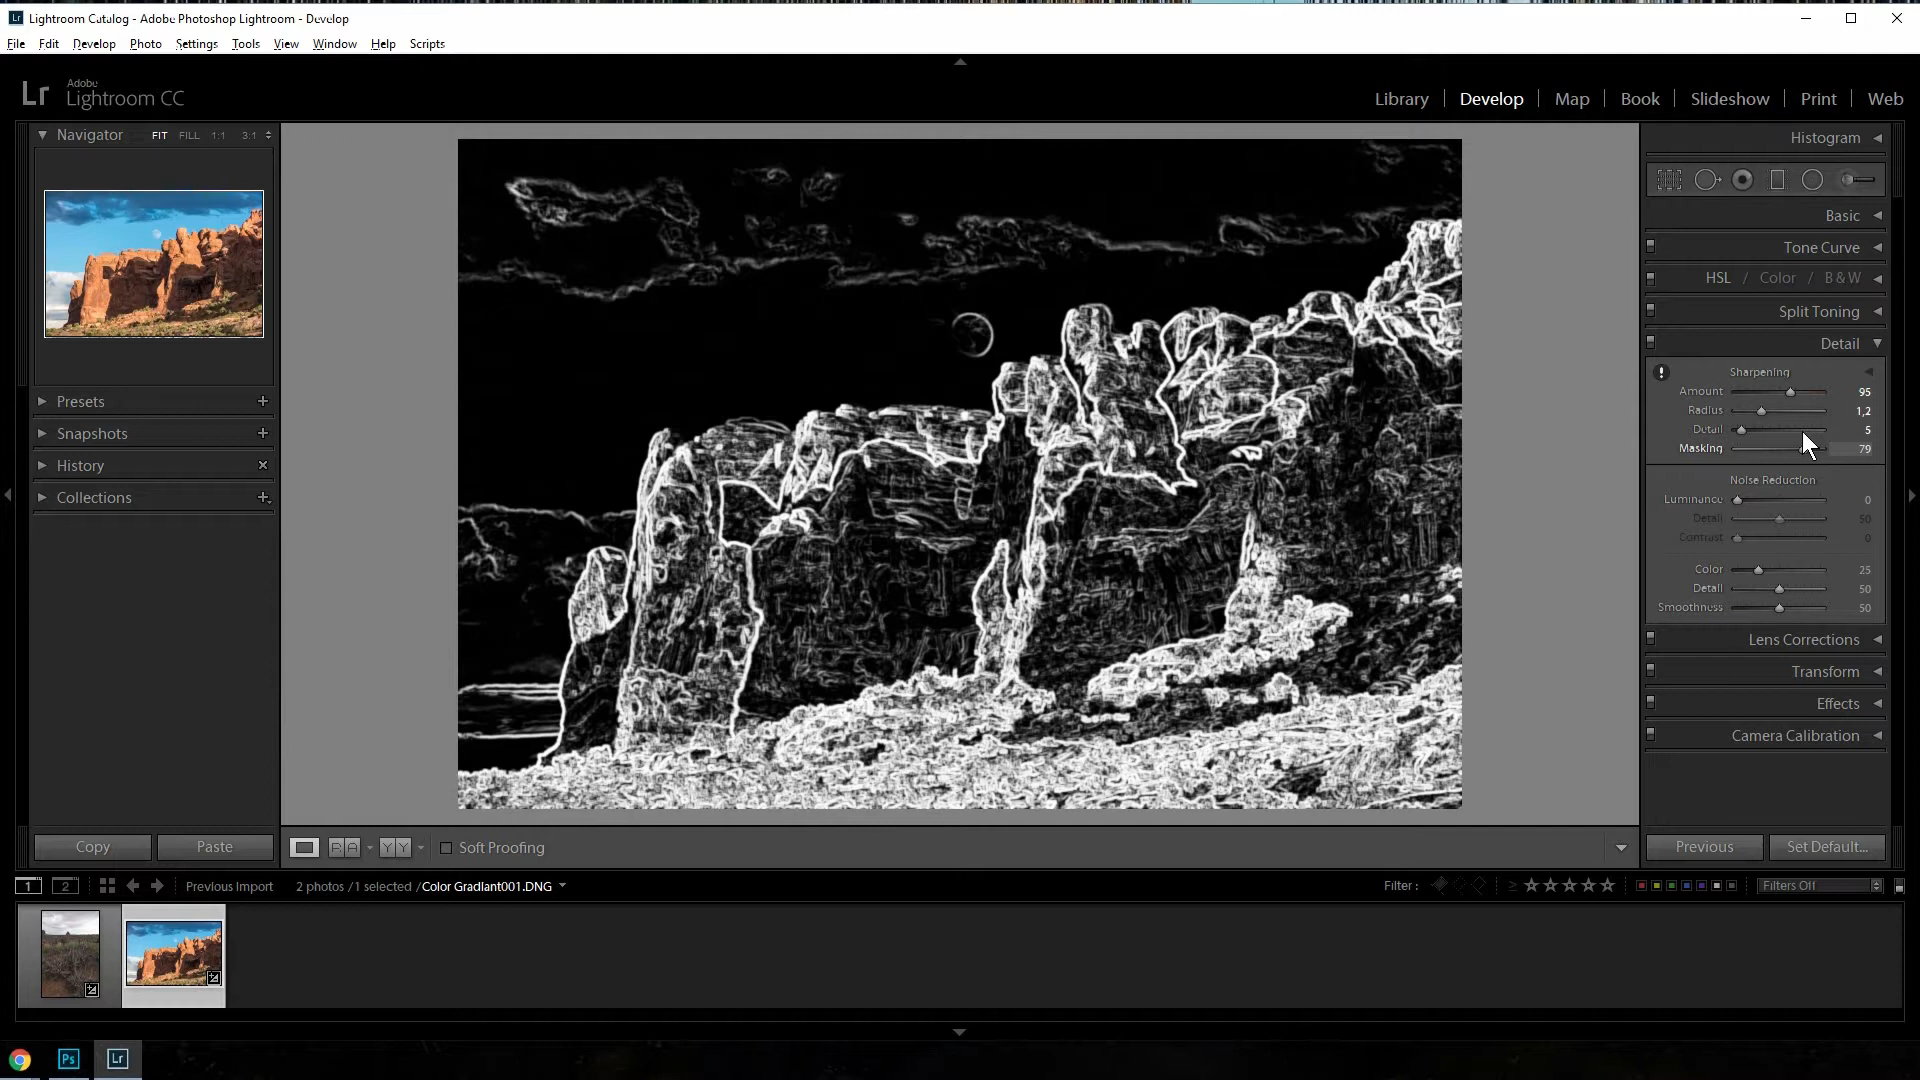 Lr Lightroom Catalog - Adobe Photoshop Lightroom - Develop
File Edit Develop Photo Settings Tools View Window Help Scripts
Lr Adobe
Lightroom CC
Library Develop Map Book Slideshow Print Web
Navigator FIT FILL 1:1 3:1
Histogram
Basic
Tone Curve
HSL / Color / B & W
Split Toning
Detail
Sharpening
Amount 95
Radius 1,2
Detail 5
Masking 79
Noise Reduction
Luminance 0
Detail 50
Contrast 0
Color 25
Detail 50
Smoothness 50
Lens Corrections
Transform
Effects
Camera Calibration
Presets
Snapshots
History
Collections
Copy Paste
R A Y Y Soft Proofing
Previous Set Default...
1 2 Previous Import 2 photos /1 selected /Color Gradiant001.DNG Filter : Filters Off
Ps Lr